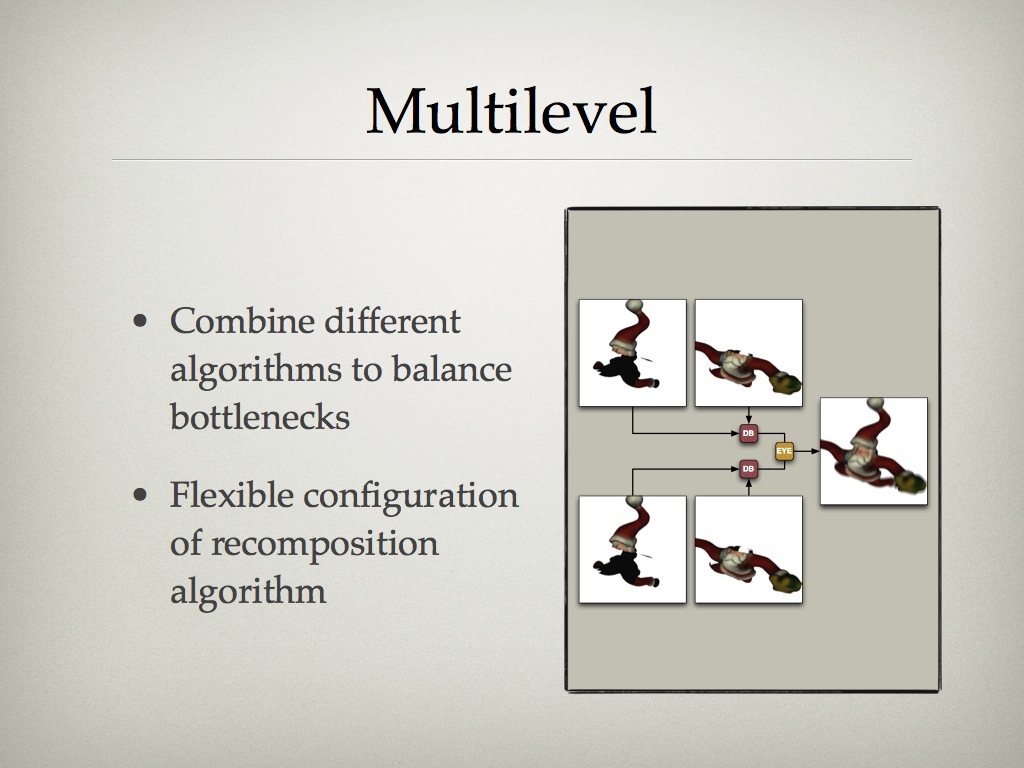 Multilevel
• Combine different
algorithms to balance
bottlenecks
• Flexible configuration
of recomposition
algorithm
DB
EYE
DB